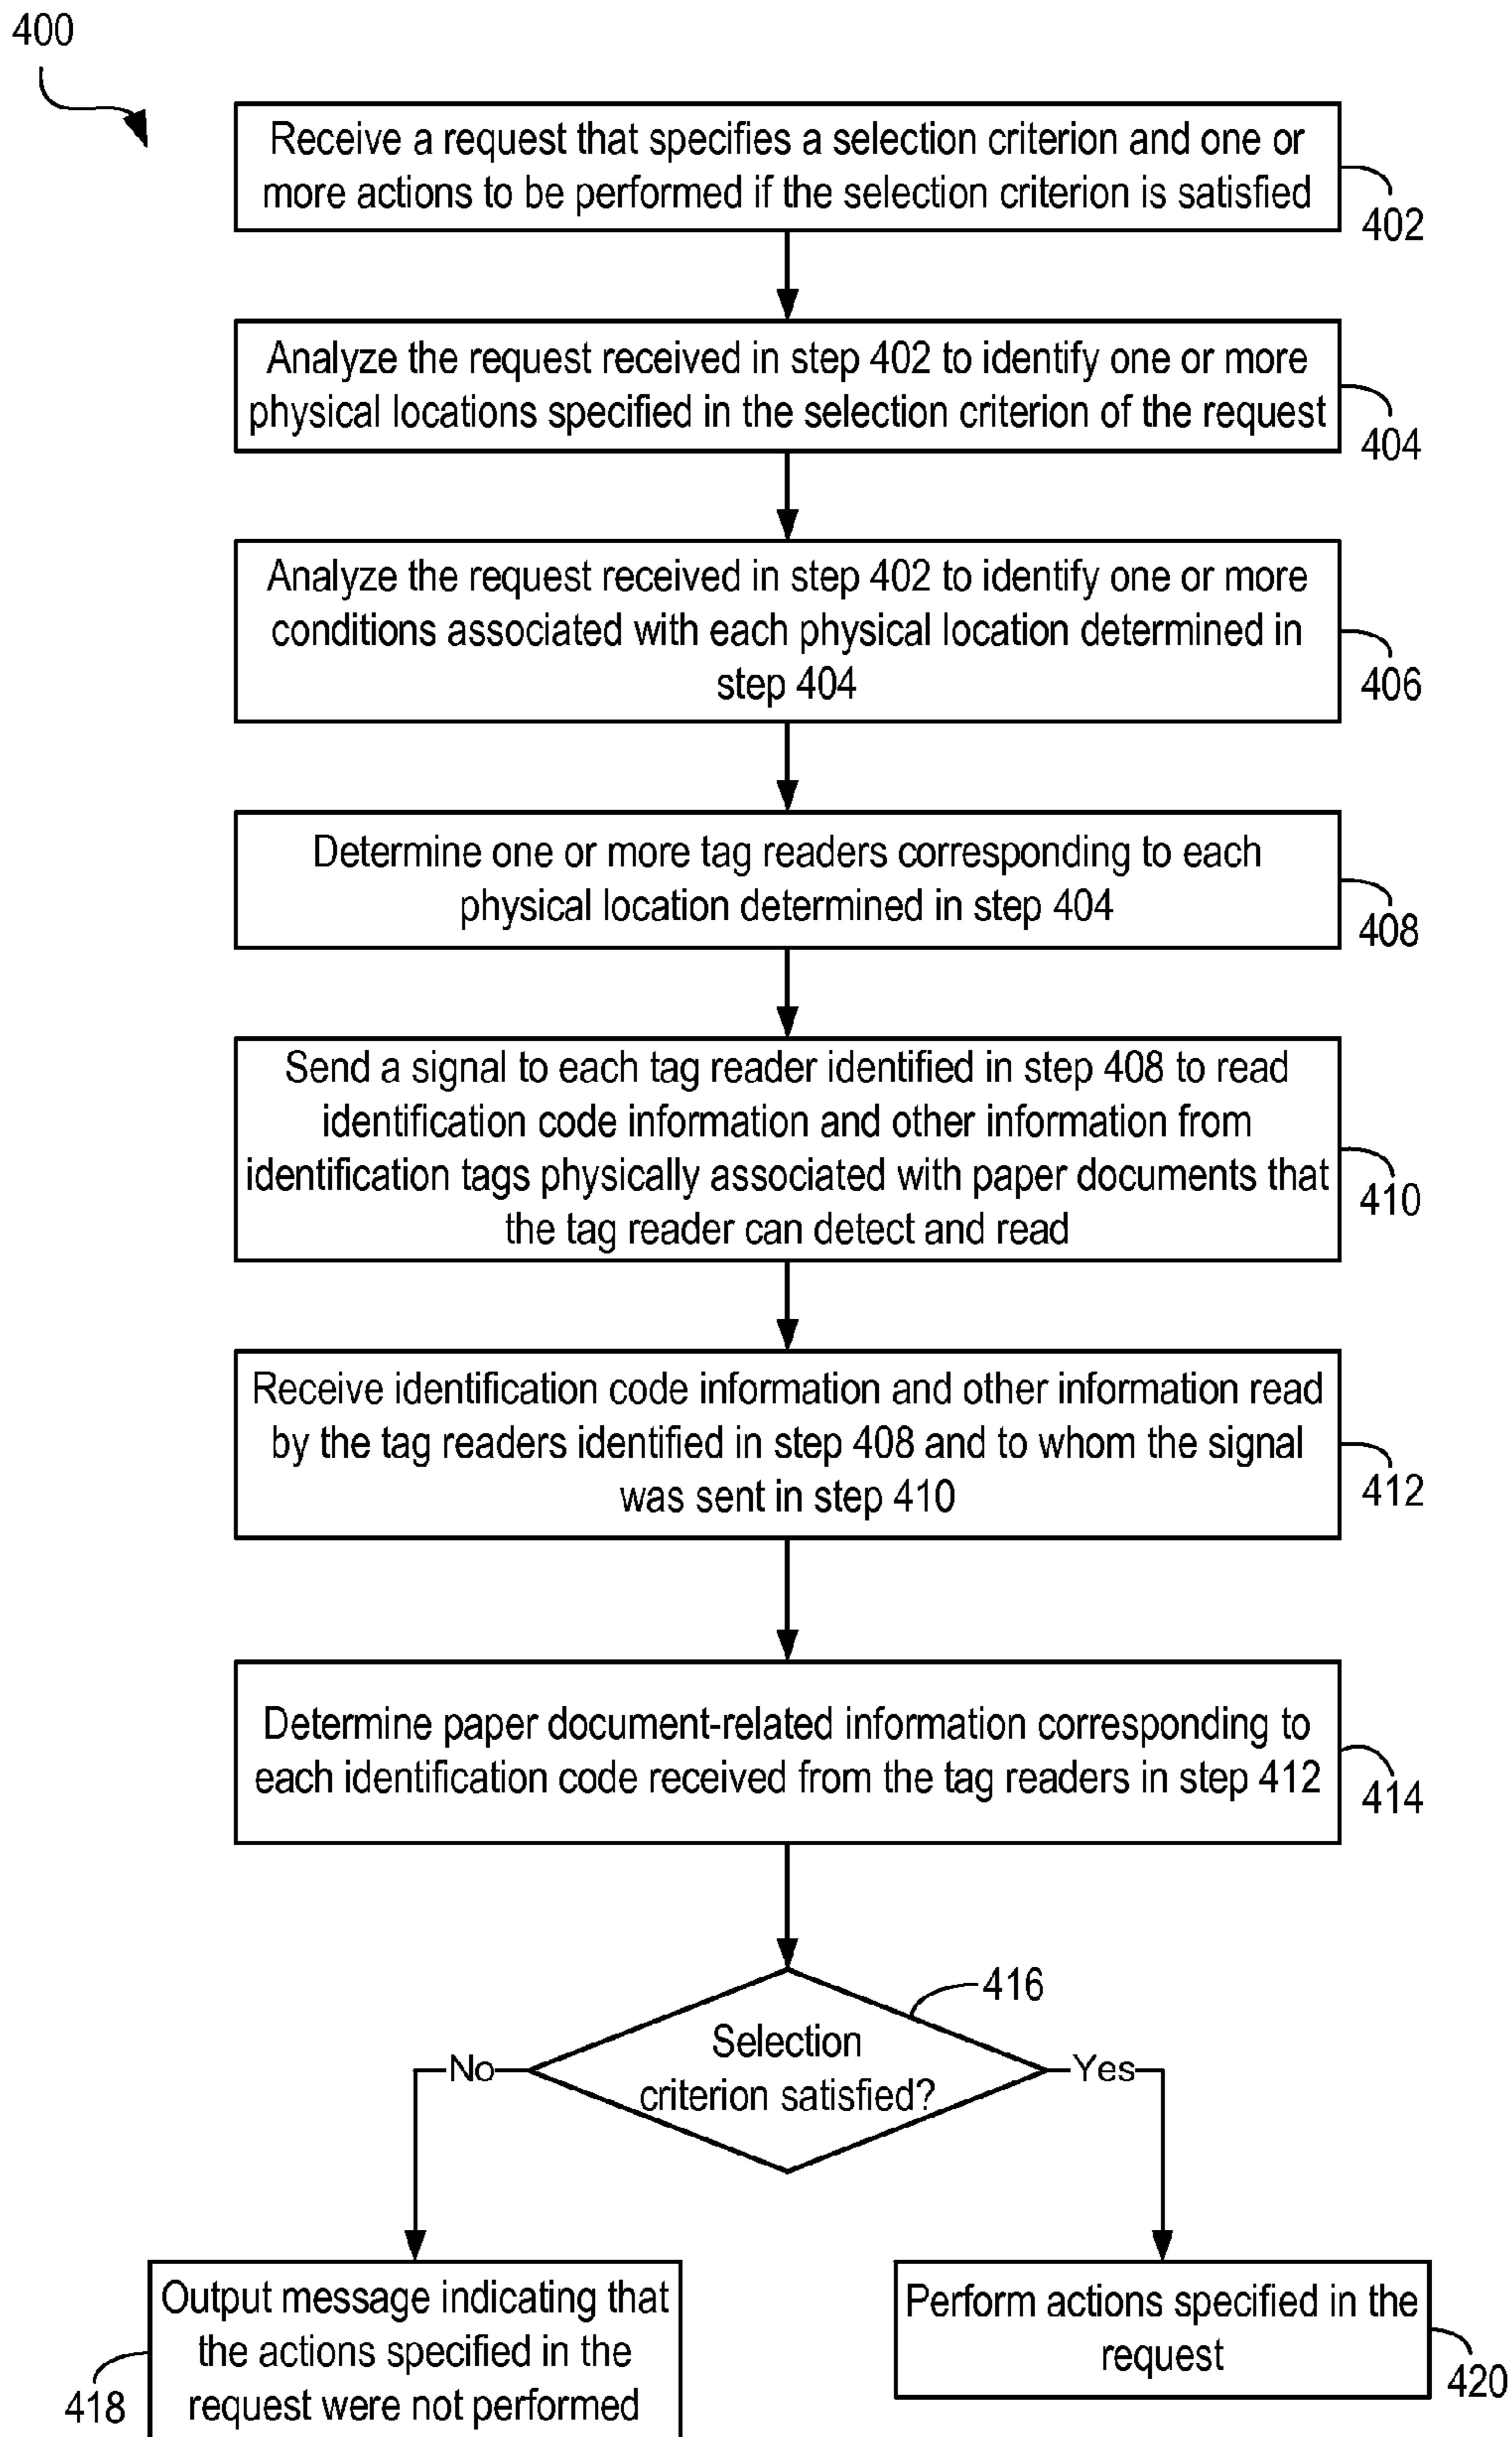 400
Receive a request that specifies a selection criterion and one or
more actions to be performed if the selection criterion is satisfied
402
Analyze the request received in step 402 to identify one or more
physical locations specified in the selection criterion of the request
404
Analyze the request received in step 402 to identify one or more
conditions associated with each physical location determined in
step 404
406
Determine one or more tag readers corresponding to each
physical location determined in step 404
408
Send a signal to each tag reader identified in step 408 to read
identification code information and other information from
identification tags physically associated with paper documents that
the tag reader can detect and read
410
Receive identification code information and other information read
by the tag readers identified in step 408 and to whom the signal
was sent in step 410
412
Determine paper document-related information corresponding to
each identification code received from the tag readers in step 412
414
416
Selection
criterion satisfied?
No
Yes
Output message indicating that
the actions specified in the
request were not performed
418
Perform actions specified in the
request
420